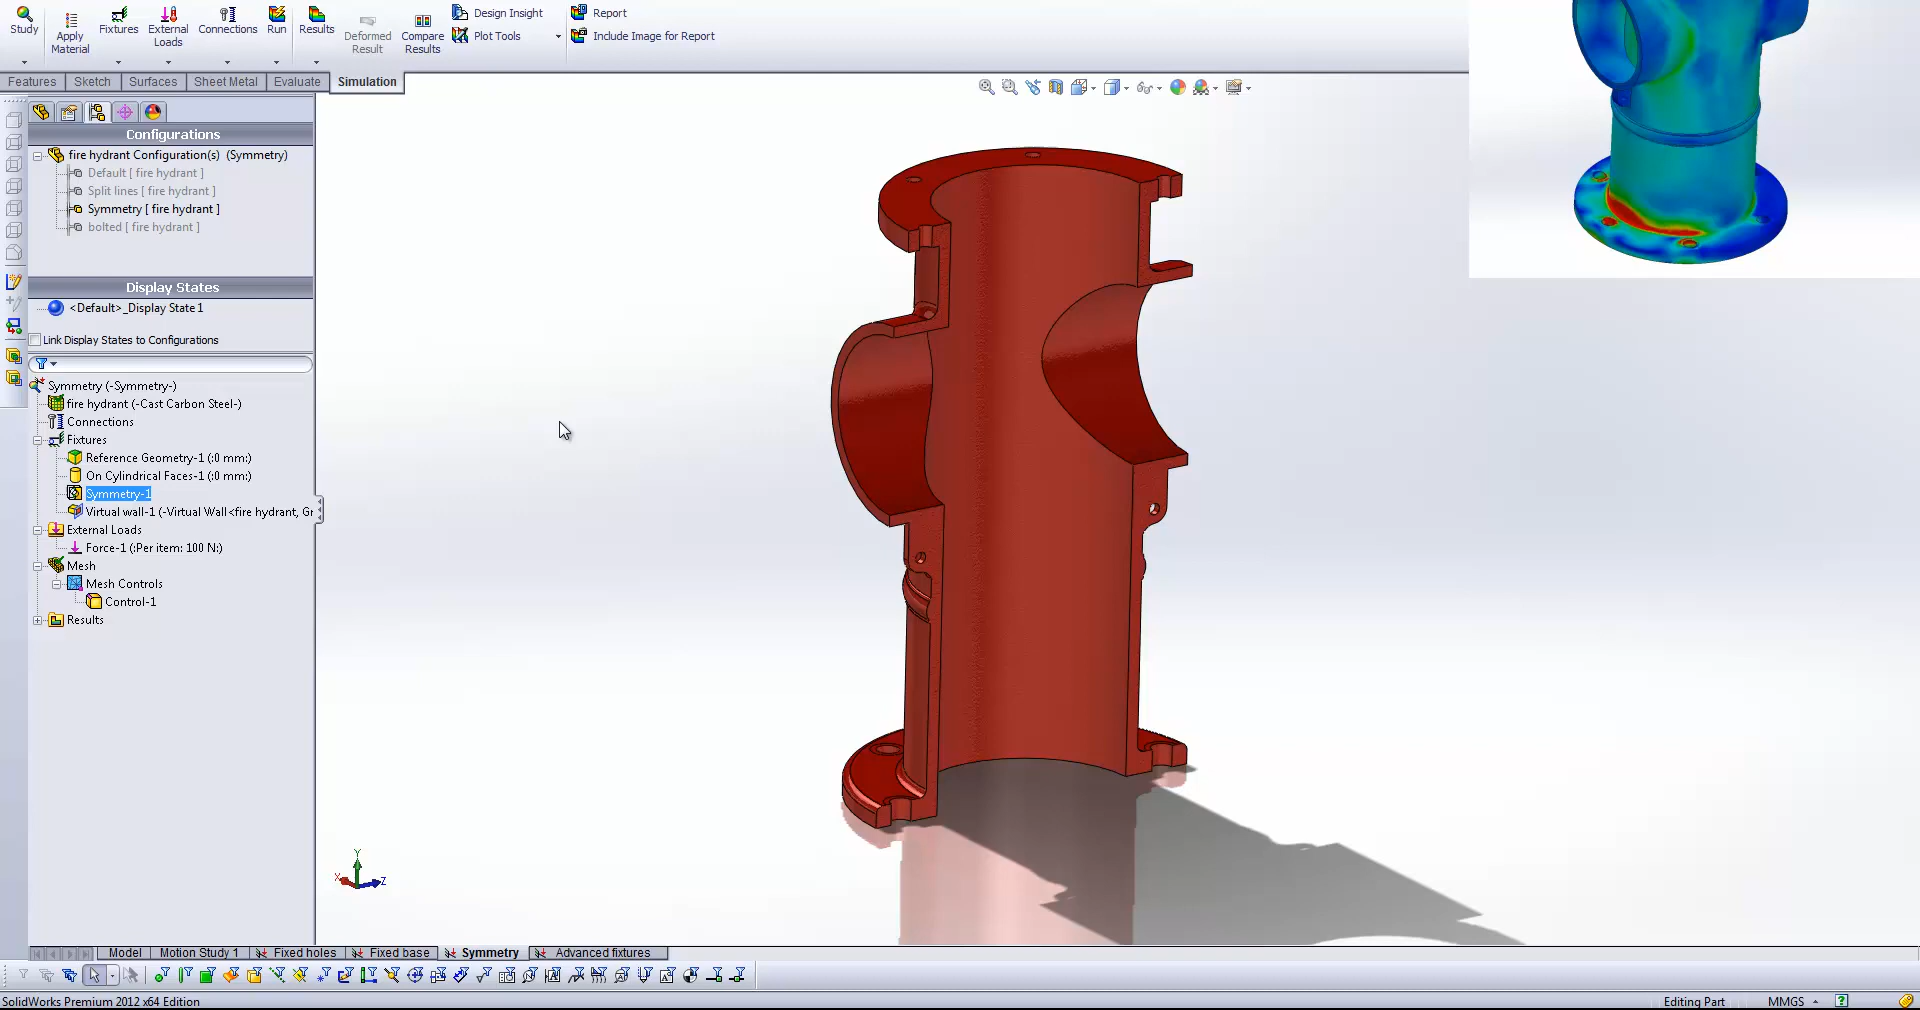 Study
Apply Material
Fixtures
External Loads
Connections
Run
Results
Deformed Result
Compare Results
Design Insight
Plot Tools
Report
Include Image for Report
Features
Sketch
Surfaces
Sheet Metal
Evaluate
Simulation
Configurations
fire hydrant Configuration(s) (Symmetry)
Default [ fire hydrant ]
Split lines [ fire hydrant ]
Symmetry [ fire hydrant ]
bolted [ fire hydrant ]
Display States
<Default>_Display State 1
Link Display States to Configurations
Symmetry (-Symmetry-)
fire hydrant (-Cast Carbon Steel-)
Connections
Fixtures
Reference Geometry-1 (:0 mm:)
On Cylindrical Faces-1 (:0 mm:)
Symmetry-1
Virtual wall-1 (-Virtual Wall<fire hydrant, Gr
External Loads
Force-1 (:Per item: 100 N:)
Mesh
Mesh Controls
Control-1
Results
Y
X
Z
Model
Motion Study 1
Fixed holes
Fixed base
Symmetry
Advanced fixtures
SolidWorks Premium 2012 x64 Edition
Editing Part
MMGS